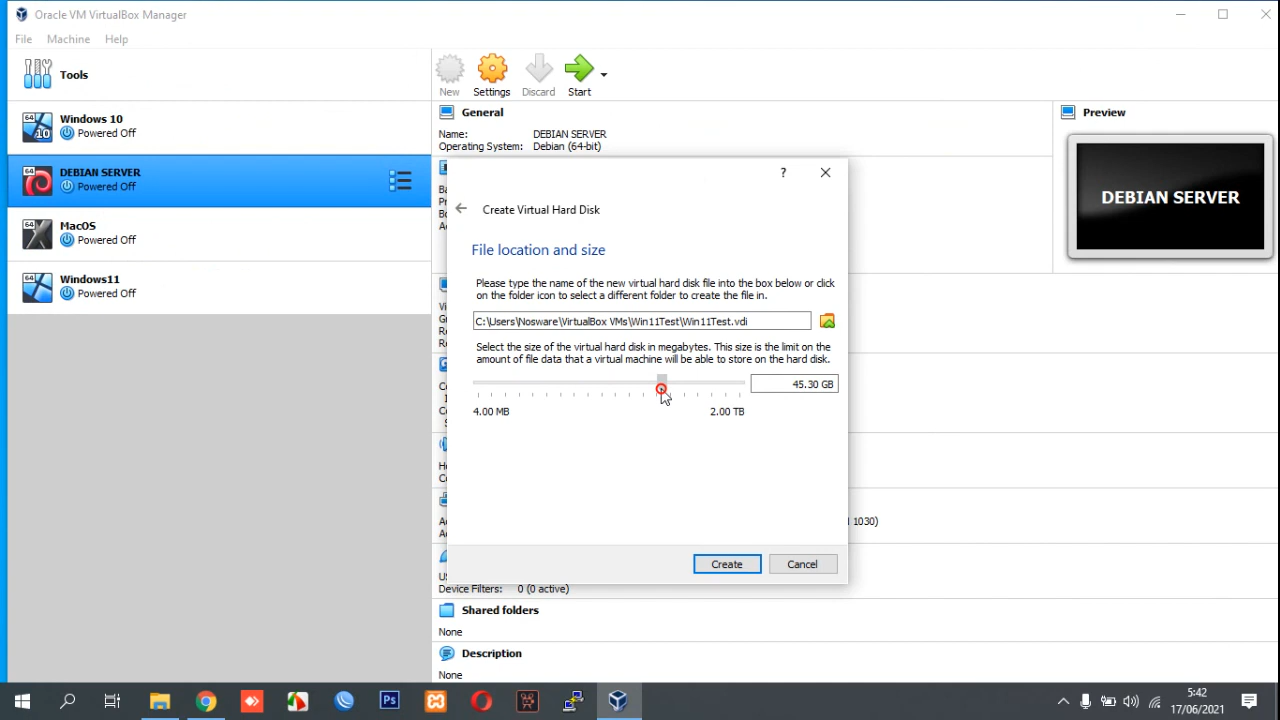 Oracle VM VirtualBox Manager
File Machine Help
Tools
New Settings Discard Start
64 10 Windows 10
Powered Off
64 DEBIAN SERVER
Powered Off
64 MacOS
Powered Off
64 Windows11
Powered Off
General
Name: DEBIAN SERVER
Operating System: Debian (64-bit)
Preview
DEBIAN SERVER
?
Create Virtual Hard Disk
File location and size
Please type the name of the new virtual hard disk file into the box below or click
on the folder icon to select a different folder to create the file in.
C:\Users\Nosware\VirtualBox VMs\Win11Test\Win11Test.vdi
Select the size of the virtual hard disk in megabytes. This size is the limit on the
amount of file data that a virtual machine will be able to store on the hard disk.
45.30 GB
4.00 MB 2.00 TB
1030)
Create Cancel
Device Filters: 0 (0 active)
Shared folders
None
Description
None
Ps
5:42
17/06/2021